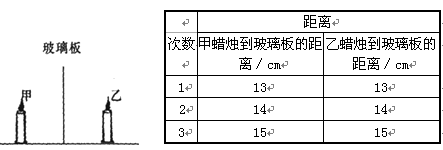 玻璃板
甲
乙
距离
次数
甲蜡烛到玻璃板的距
离/cm
乙蜡烛到玻璃板的
距离/cm
1 13 13
2 14 14
3 15 15